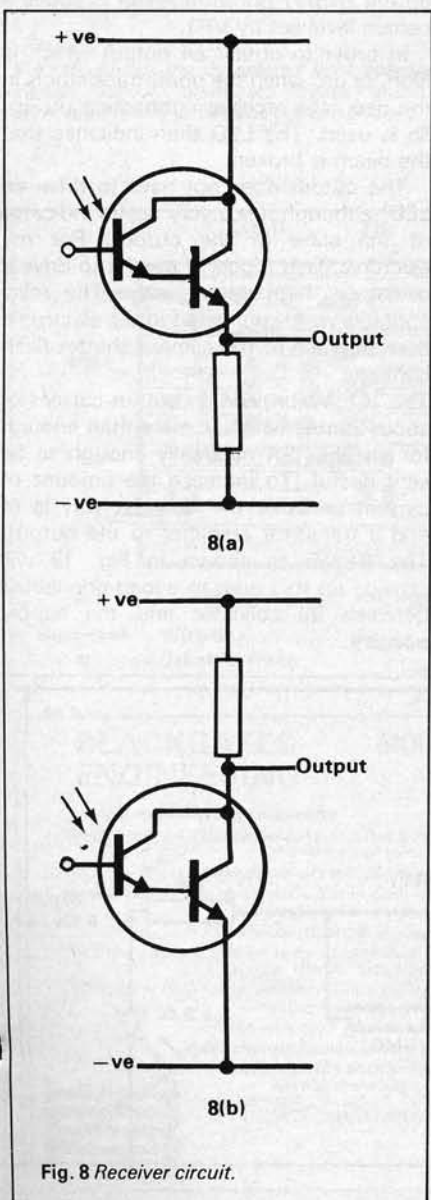 +ve
Output
−ve
8(a)
+ve
Output
−ve
8(b)
Fig. 8 Receiver circuit.